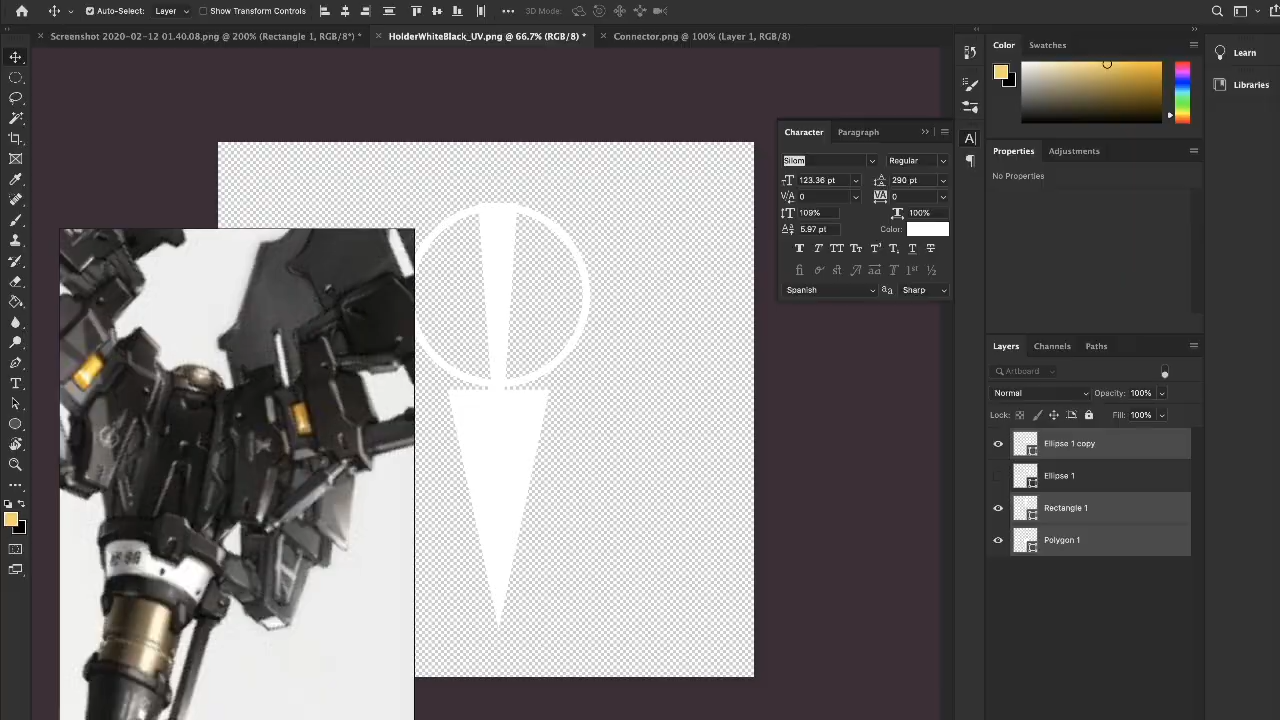 Auto-Select: Layer Show Transform Controls 3D Mode:
Screenshot 2020-02-12 01.40.08.png @ 200% (Rectangle 1, RGB/8*) *
HolderWhiteBlack_UV.png @ 66.7% (RGB/8) *
Connector.png @ 100% (Layer 1, RGB/8)
Color Swatches
Learn
Libraries
Character Paragraph
Silom Regular
123.36 pt 290 pt
0 0
109% 100%
5.97 pt Color:
Spanish Sharp
Properties Adjustments
No Properties
Layers Channels Paths
Artboard
Normal Opacity: 100%
Lock: Fill: 100%
Ellipse 1 copy
Ellipse 1
Rectangle 1
Polygon 1